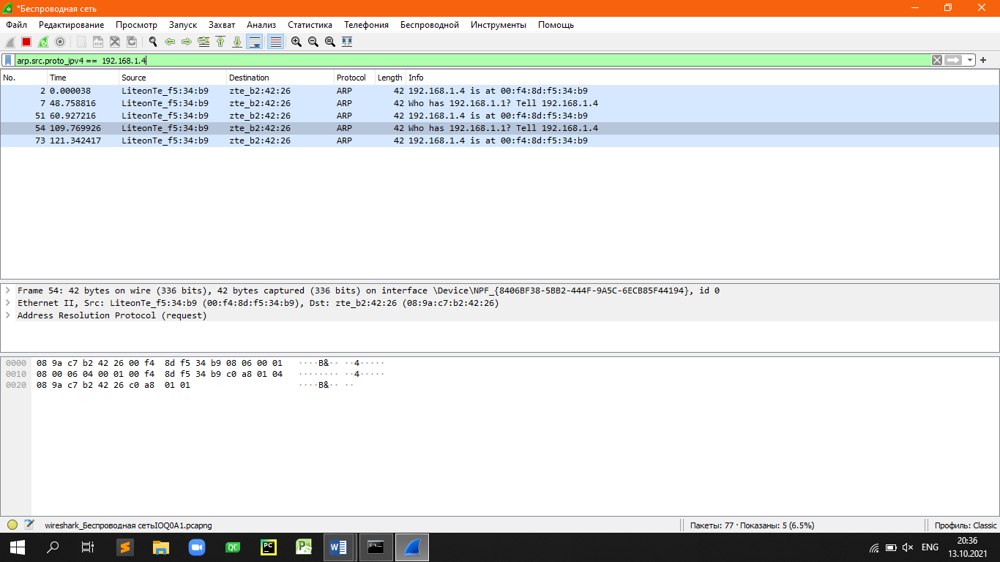 *Беспроводная сеть
Файл Редактирование Просмотр Запуск Захват Анализ Статистика Телефония Беспроводной Инструменты Помощь
arp.src.proto_ipv4 == 192.168.1.4
No. Time Source Destination Protocol Length Info
2 0.000038 LiteonTe_f5:34:b9 zte_b2:42:26 ARP 42 192.168.1.4 is at 00:f4:8d:f5:34:b9
7 48.758816 LiteonTe_f5:34:b9 zte_b2:42:26 ARP 42 Who has 192.168.1.1? Tell 192.168.1.4
51 60.927216 LiteonTe_f5:34:b9 zte_b2:42:26 ARP 42 192.168.1.4 is at 00:f4:8d:f5:34:b9
54 109.769926 LiteonTe_f5:34:b9 zte_b2:42:26 ARP 42 Who has 192.168.1.1? Tell 192.168.1.4
73 121.342417 LiteonTe_f5:34:b9 zte_b2:42:26 ARP 42 192.168.1.4 is at 00:f4:8d:f5:34:b9
Frame 54: 42 bytes on wire (336 bits), 42 bytes captured (336 bits) on interface \Device\NPF_{8406BF38-5BB2-444F-9A5C-6ECB85F44194}, id 0
Ethernet II, Src: LiteonTe_f5:34:b9 (00:f4:8d:f5:34:b9), Dst: zte_b2:42:26 (08:9a:c7:b2:42:26)
Address Resolution Protocol (request)
0000 08 9a c7 b2 42 26 00 f4 8d f5 34 b9 08 06 00 01 ····B&·· ··4·····
0010 08 00 06 04 00 01 00 f4 8d f5 34 b9 c0 a8 01 04 ········ ··4·····
0020 08 9a c7 b2 42 26 c0 a8 01 01 ····B&·· ··
wireshark_Беспроводная сетьIOQ0A1.pcapng Пакеты: 77 · Показаны: 5 (6.5%) Профиль: Classic
QC PC ENG 20:36
13.10.2021